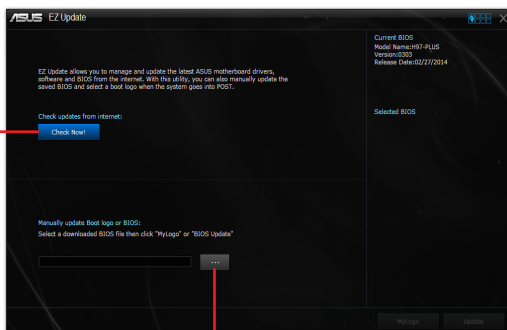 ASUS EZ Update
Current BIOS
Model Name:H97-PLUS
Version:0303
Release Date:02/27/2014
EZ Update allows you to manage and update the latest ASUS motherboard drivers,
software and BIOS from the internet. With this utility, you can also manually update the
saved BIOS and select a boot logo when the system goes into POST.
Check updates from internet:
Check Now!
Selected BIOS
Manually update Boot logo or BIOS:
Select a downloaded BIOS file then click "MyLogo" or "BIOS Update"
...
MyLogo
Update